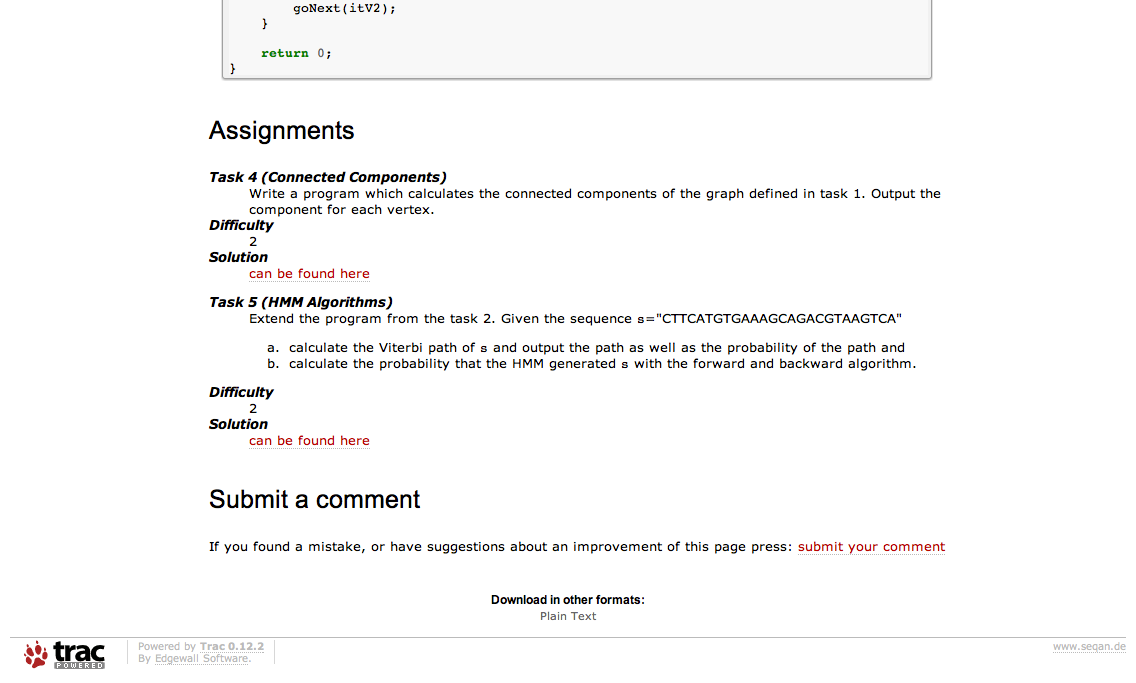 goNext(itV2);
}
return 0;
}
Assignments
Task 4 (Connected Components)
Write a program which calculates the connected components of the graph defined in task 1. Output the
component for each vertex.
Difficulty
2
Solution
can be found here
Task 5 (HMM Algorithms)
Extend the program from the task 2. Given the sequence s="CTTCATGTGAAAGCAGACGTAAGTCA"
a. calculate the Viterbi path of s and output the path as well as the probability of the path and
b. calculate the probability that the HMM generated s with the forward and backward algorithm.
Difficulty
2
Solution
can be found here
Submit a comment
If you found a mistake, or have suggestions about an improvement of this page press: submit your comment
Download in other formats:
Plain Text
trac
POWERED
Powered by Trac 0.12.2
By Edgewall Software.
www.seqan.de